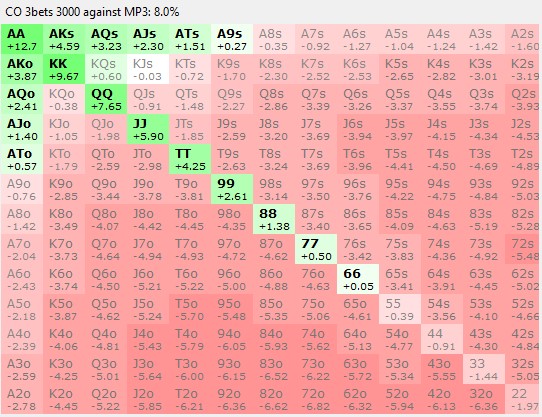 CO 3bets 3000 against MP3: 8.0%
AA AKs AQs AJs ATs A9s A8s A7s A6s A5s A4s A3s A2s
+12.7 +4.59 +3.23 +2.30 +1.51 +0.27 -0.35 -0.92 -1.27 -1.04 -1.24 -1.42 -1.60
AKo KK KQs KJs KTs K9s K8s K7s K6s K5s K4s K3s K2s
+3.87 +9.67 +0.60 -0.03 -0.72 -1.70 -2.30 -2.52 -2.53 -2.65 -2.82 -3.01 -3.19
AQo KQo QQ QJs QTs Q9s Q8s Q7s Q6s Q5s Q4s Q3s Q2s
+2.41 -0.38 +7.65 -0.91 -1.48 -2.27 -2.86 -3.39 -3.26 -3.37 -3.55 -3.74 -3.93
AJo KJo QJo JJ JTs J9s J8s J7s J6s J5s J4s J3s J2s
+1.40 -1.05 -1.98 +5.90 -1.85 -2.59 -3.20 -3.69 -3.94 -3.97 -4.15 -4.34 -4.53
ATo KTo QTo JTo TT T9s T8s T7s T6s T5s T4s T3s T2s
+0.57 -1.79 -2.59 -2.98 +4.25 -2.63 -3.24 -3.69 -3.96 -4.41 -4.50 -4.69 -4.89
A9o K9o Q9o J9o T9o 99 98s 97s 96s 95s 94s 93s 92s
-0.76 -2.85 -3.44 -3.78 -3.81 +2.61 -3.14 -3.50 -3.76 -4.22 -4.75 -4.84 -5.03
A8o K8o Q8o J8o T8o 98o 88 87s 86s 85s 84s 83s 82s
-1.42 -3.49 -4.07 -4.42 -4.45 -4.35 +1.38 -3.40 -3.65 -4.09 -4.63 -5.19 -5.28
A7o K7o Q7o J7o T7o 97o 87o 77 76s 75s 74s 73s 72s
-2.04 -3.73 -4.64 -4.94 -4.93 -4.72 -4.62 +0.50 -3.42 -3.83 -4.36 -4.92 -5.48
A6o K6o Q6o J6o T6o 96o 86o 76o 66 65s 64s 63s 62s
-2.43 -3.74 -4.50 -5.21 -5.22 -5.00 -4.88 -4.63 +0.05 -3.41 -3.91 -4.45 -5.02
A5o K5o Q5o J5o T5o 95o 85o 75o 65o 55 54s 53s 52s
-2.18 -3.87 -4.62 -5.24 -5.70 -5.48 -5.35 -5.06 -4.61 -0.39 -3.56 -4.10 -4.66
A4o K4o Q4o J4o T4o 94o 84o 74o 64o 54o 44 43s 42s
-2.39 -4.06 -4.81 -5.43 -5.79 -6.05 -5.93 -5.62 -5.13 -4.77 -0.91 -4.30 -4.84
A3o K3o Q3o J3o T3o 93o 83o 73o 63o 53o 43o 33 32s
-2.59 -4.25 -5.01 -5.64 -6.00 -6.15 -6.52 -6.22 -5.72 -5.34 -5.55 -1.44 -5.05
A2o K2o Q2o J2o T2o 92o 82o 72o 62o 52o 42o 32o 22
-2.78 -4.45 -5.22 -5.85 -6.21 -6.36 -6.62 -6.82 -6.32 -5.94 -6.13 -6.36 -1.97